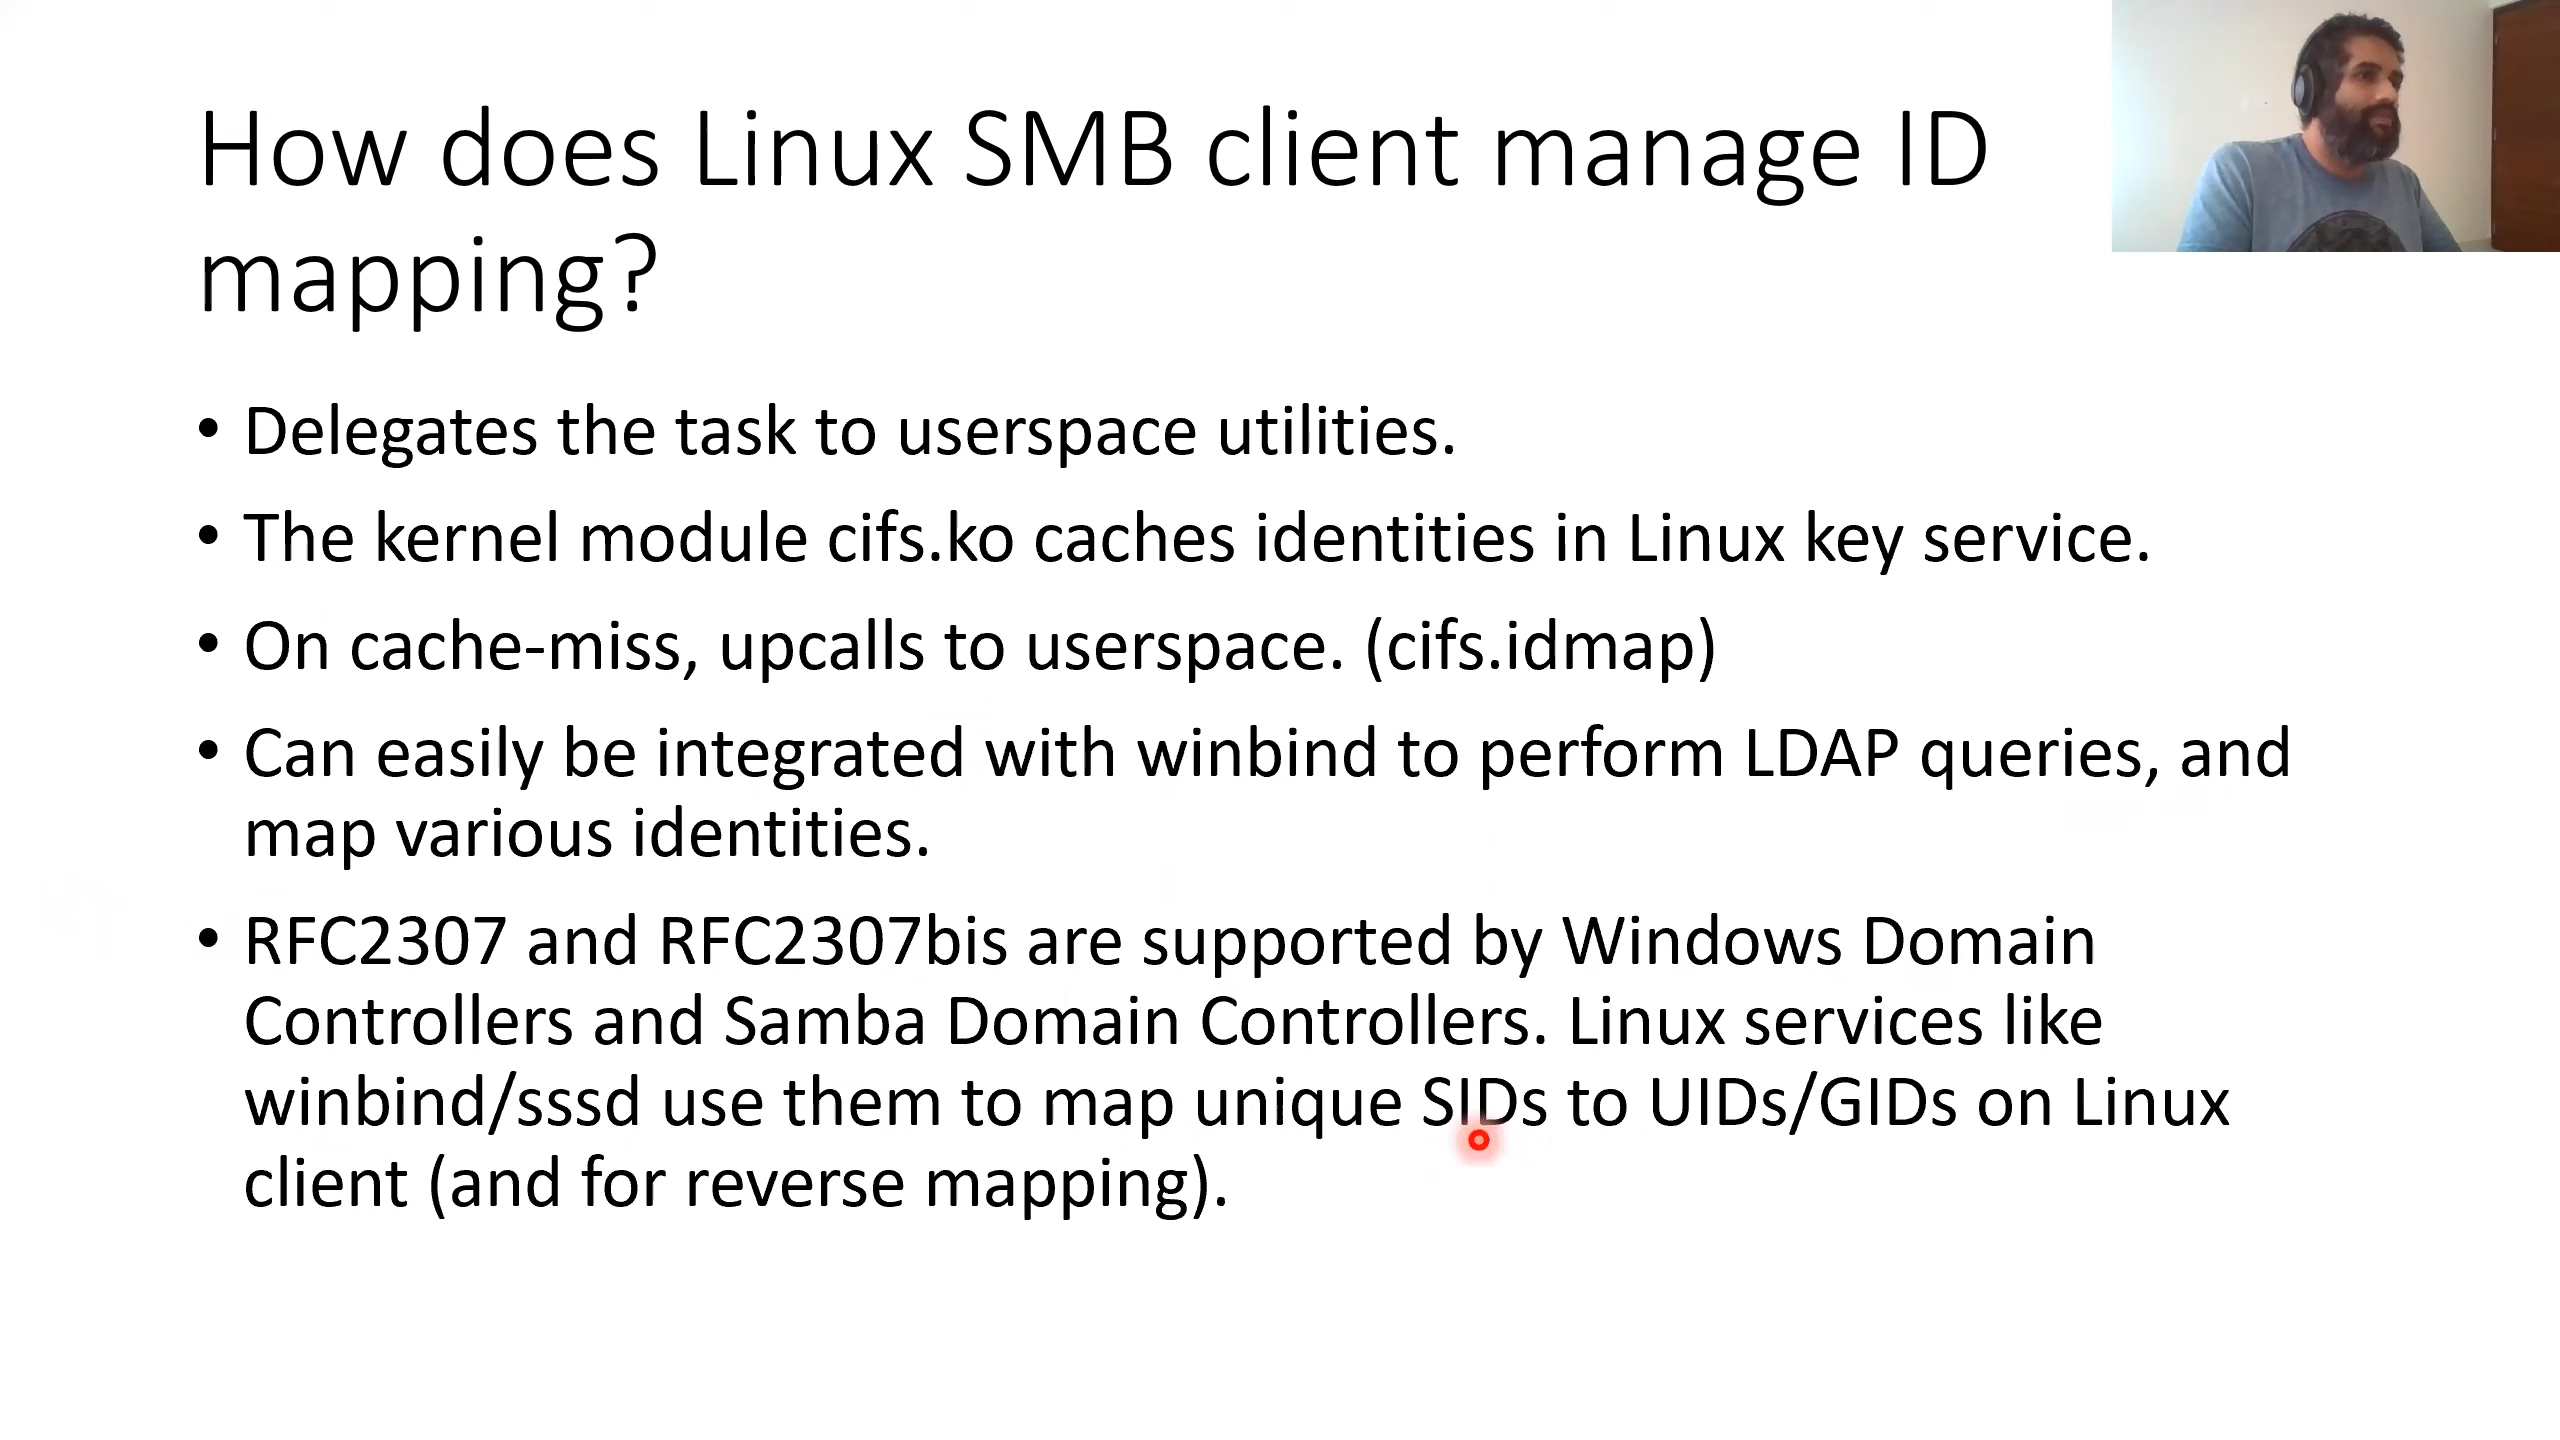 How does Linux SMB client manage ID
mapping?
• Delegates the task to userspace utilities.
• The kernel module cifs.ko caches identities in Linux key service.
• On cache-miss, upcalls to userspace. (cifs.idmap)
• Can easily be integrated with winbind to perform LDAP queries, and
map various identities.
• RFC2307 and RFC2307bis are supported by Windows Domain
Controllers and Samba Domain Controllers. Linux services like
winbind/sssd use them to map unique SIDs to UIDs/GIDs on Linux
client (and for reverse mapping).